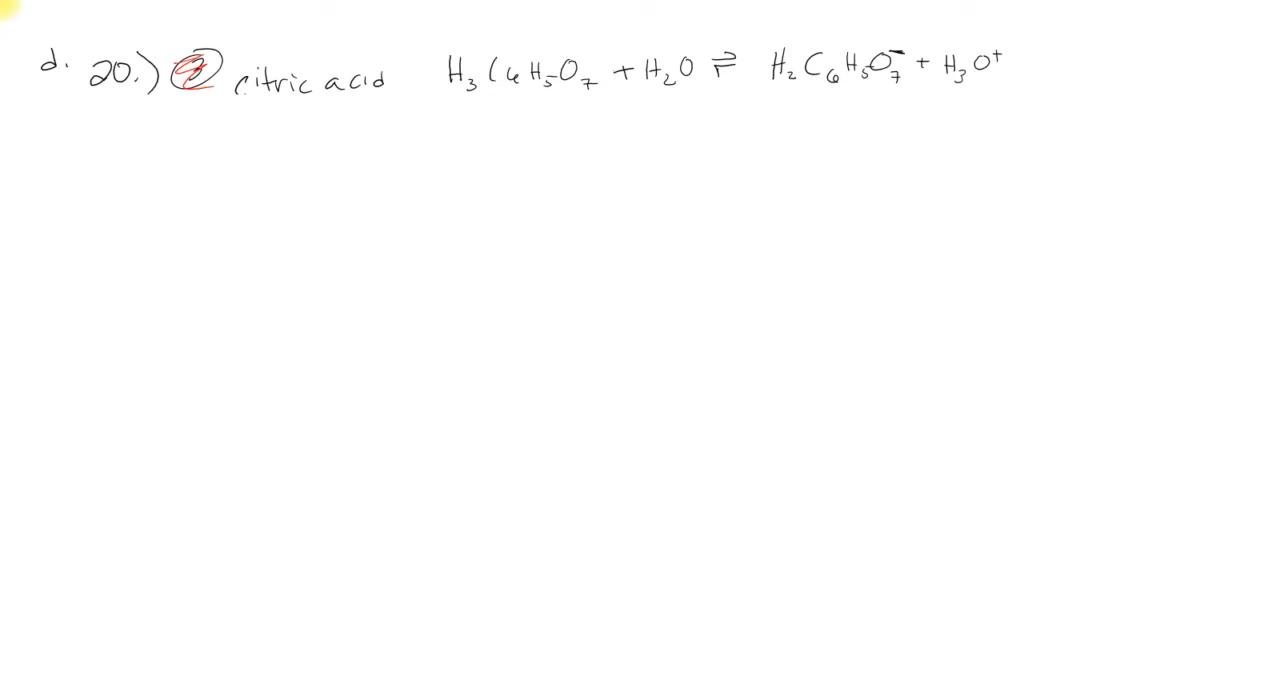 d. 20.) citric acid H₃C₆H₅O₇ + H₂O ⇌ H₂C₆H₅O₇⁻ + H₃O⁺